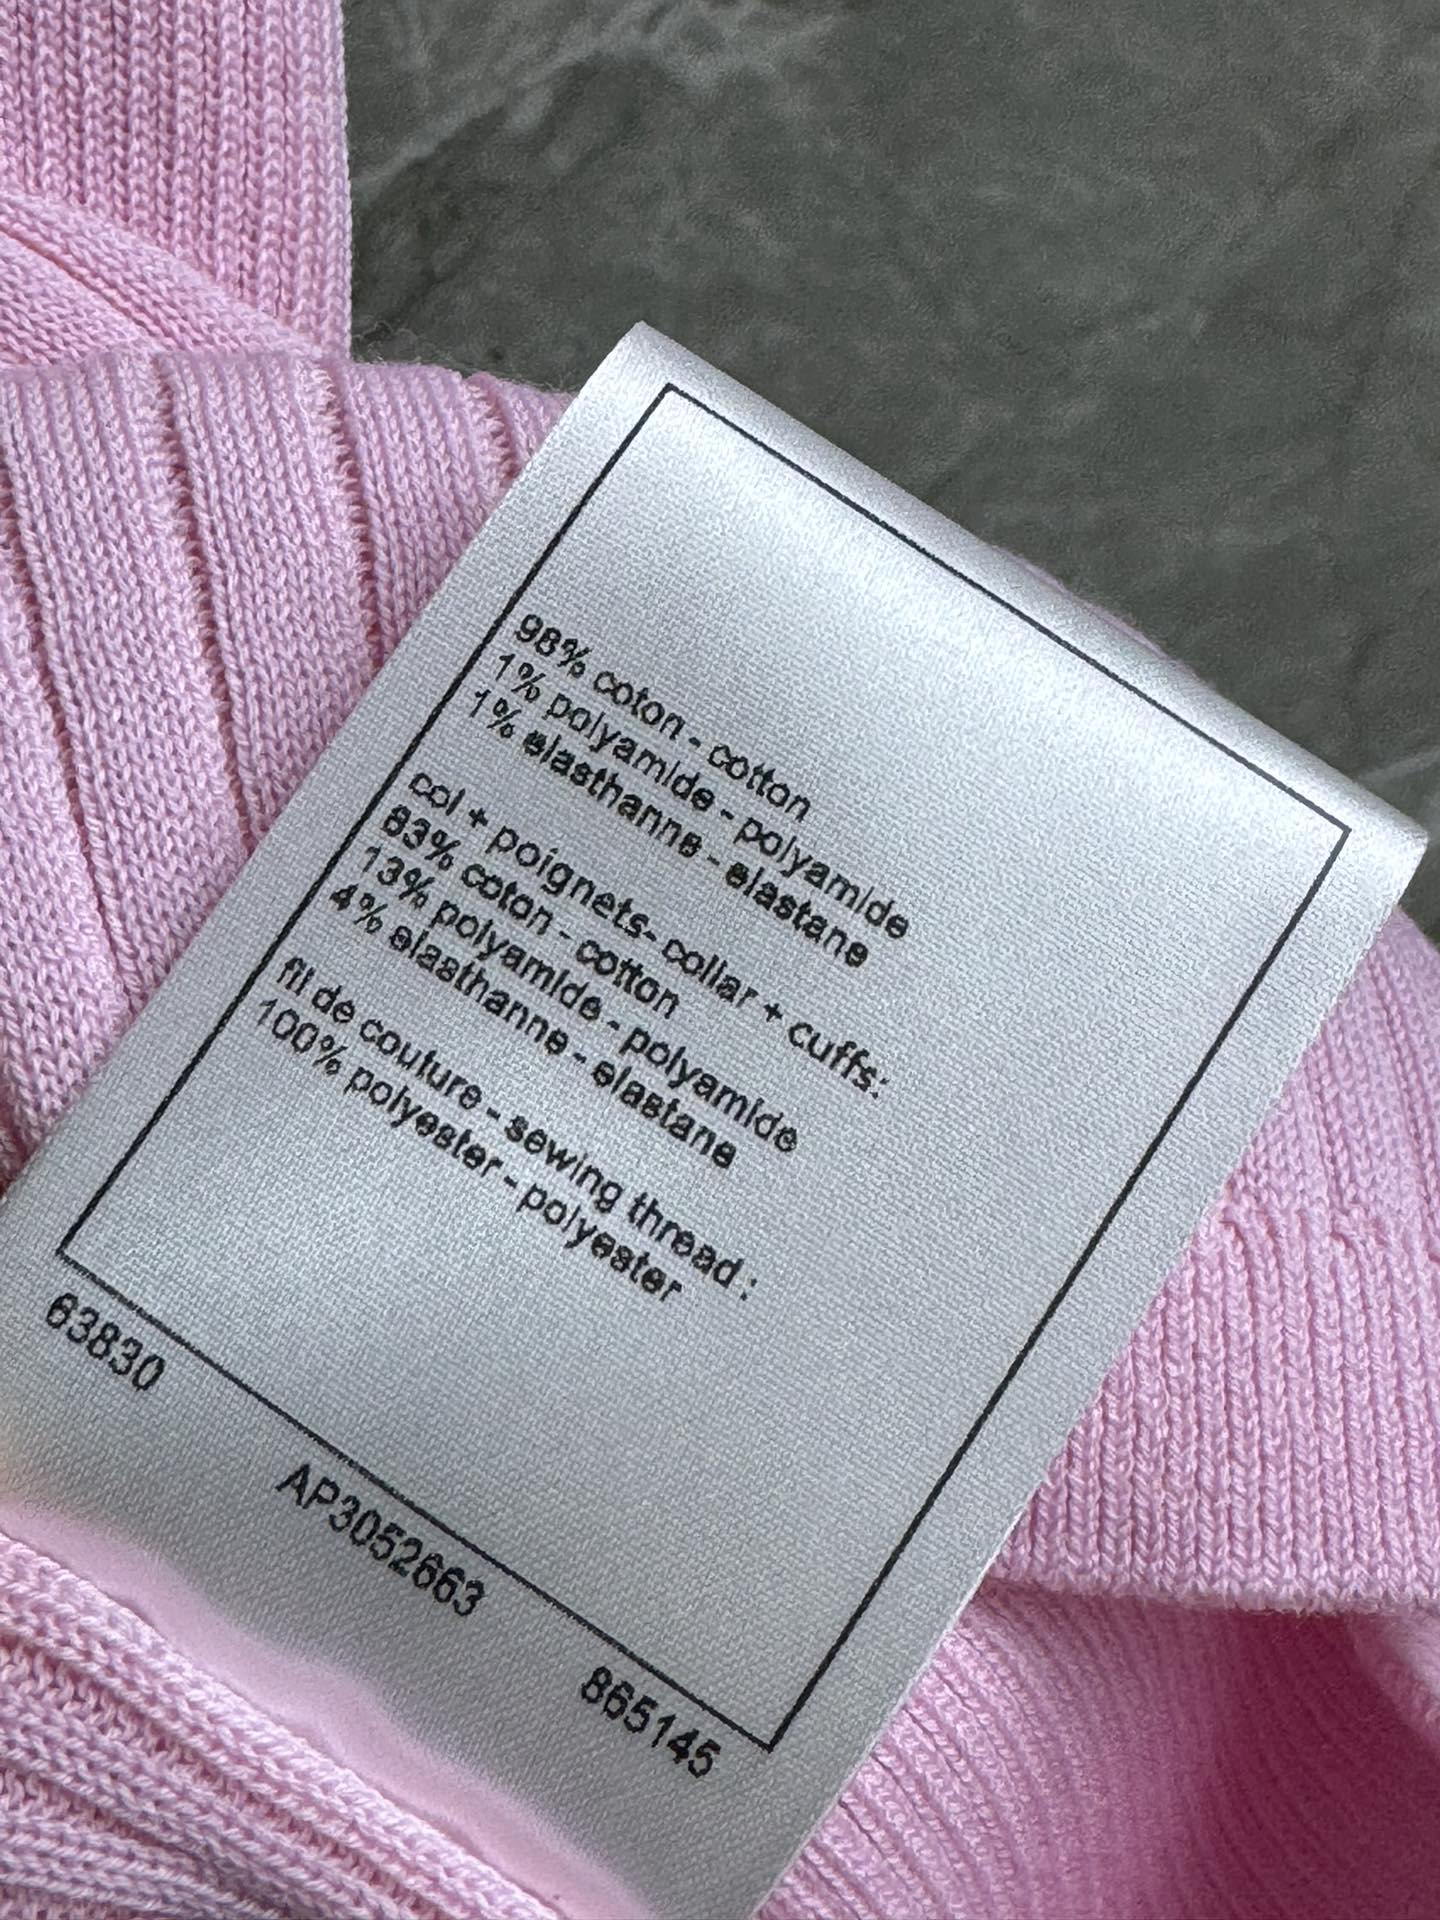 98% coton - cotton
1% polyamide - polyamide
1% elasthanne - elastane
col + poignets- collar + cuffs:
83% coton - cotton
13% polyamide - polyamide
4% elasthanne - elastane
fil de couture - sewing thread :
100% polyester - polyester
63830
AP3052663
865145